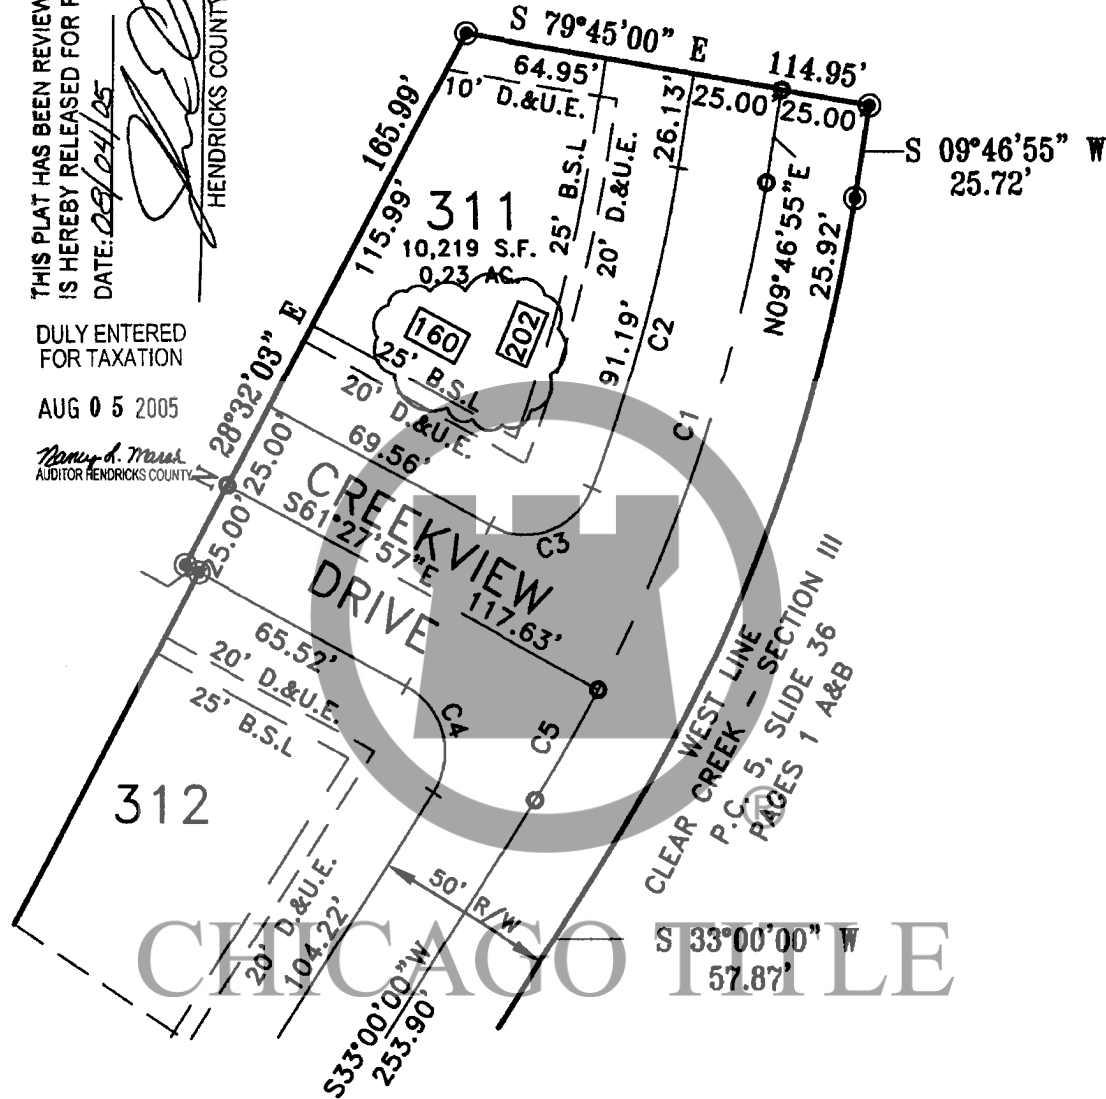 THIS PLAT HAS BEEN REVIEW
IS HEREBY RELEASED FOR
DATE: 08/04/05
HENDRICKS COUNTY
DULY ENTERED
FOR TAXATION
AUG 0 5 2005
Nancy L. Marsh
AUDITOR HENDRICKS COUNTY
S 79°45'00" E
114.95'
64.95'
10' D.&U.E.
25.00'
25.00'
S 09°46'55" W
25.72'
165.99'
115.99'
26.13'
25' B.S.L
20' D.&U.E.
N09°46'55"E
25.92'
311
10,219 S.F.
0.23 AC.
160
202
25' B.S.L
20' D.&U.E.
91.19'
C2
C1
N 28°32'03" E
25.00'
25.00'
69.56'
CREEKVIEW
DRIVE
S61°27'57"E
117.63'
C3
65.52'
20' D.&U.E.
25' B.S.L
C4
C5
312
WEST LINE
CLEAR CREEK - SECTION III
P.C. 5, SLIDE 36
PAGES 1 A&B
®
50' R/W
20' D.&U.E.
104.22'
S33°00'00"W
253.90'
S 33°00'00" W
57.87'
CHICAGO TITLE